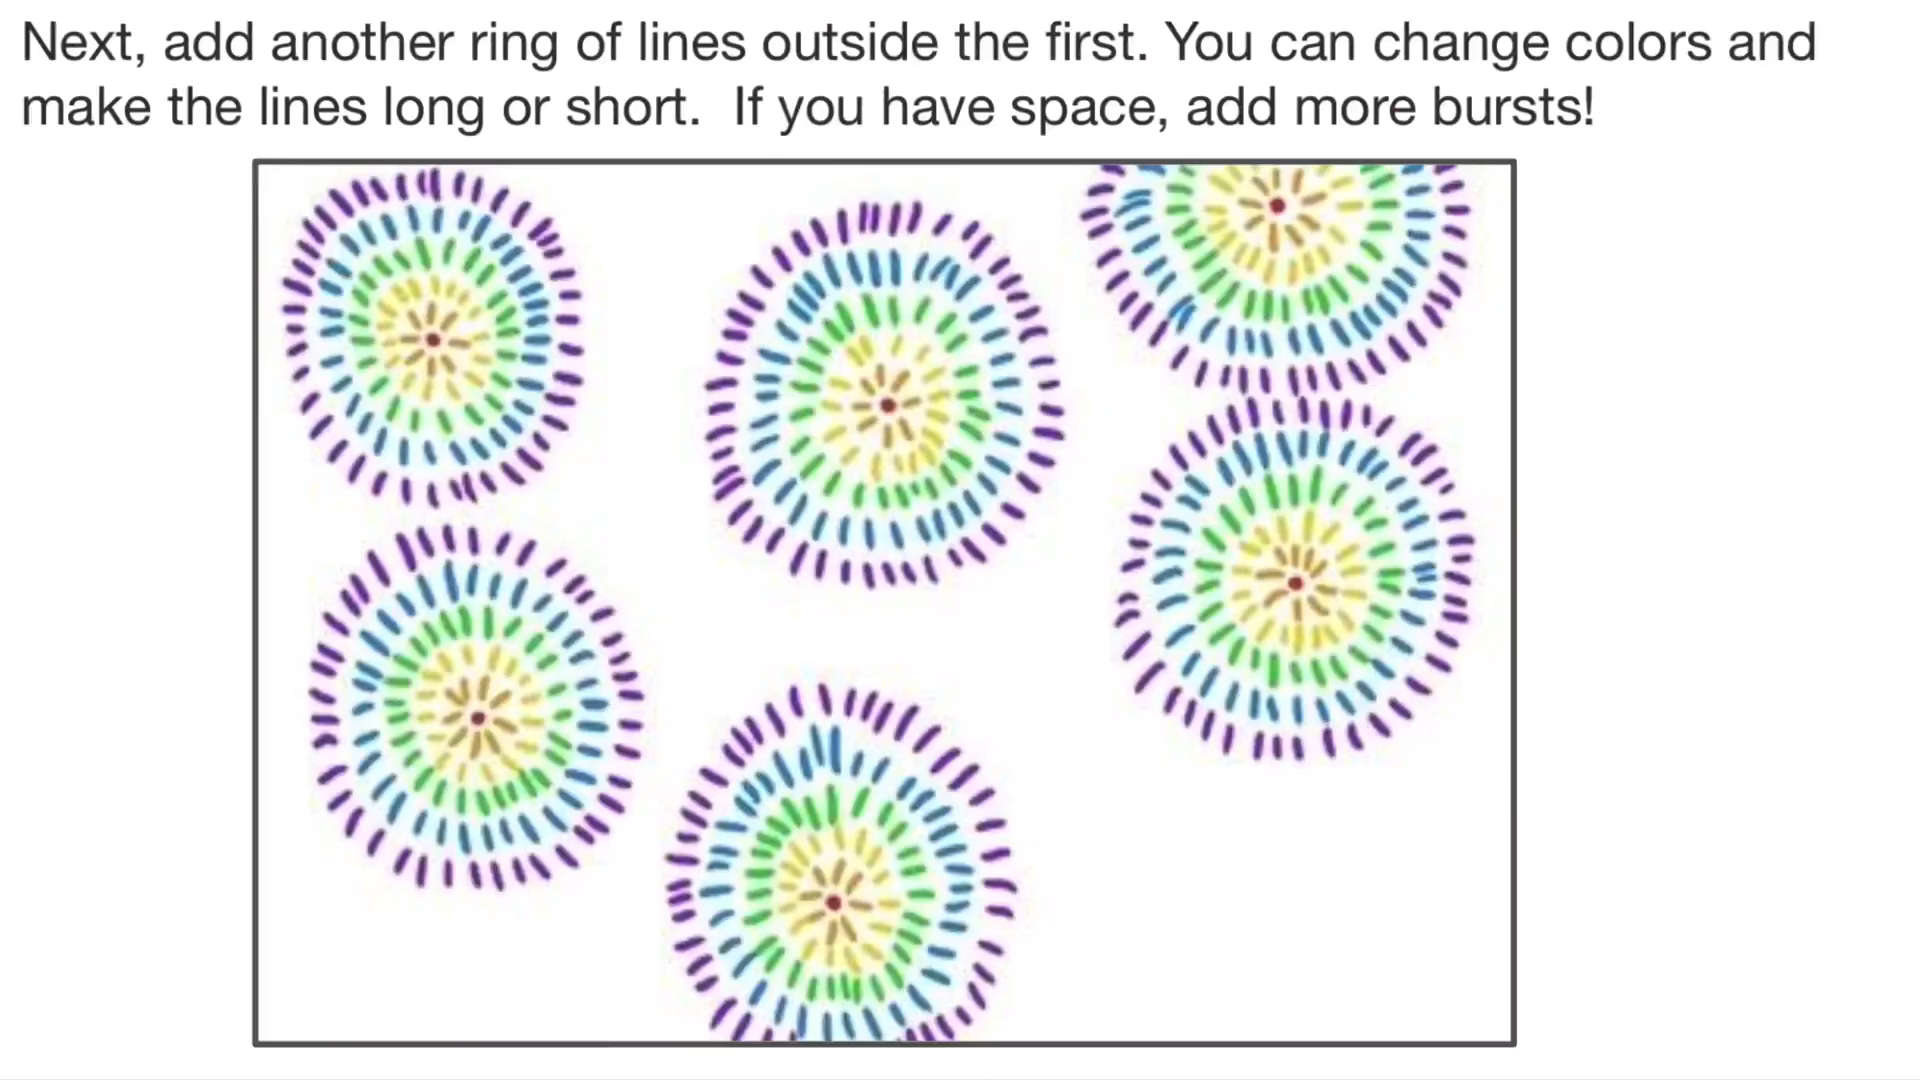 Next, add another ring of lines outside the first. You can change colors and
make the lines long or short.  If you have space, add more bursts!